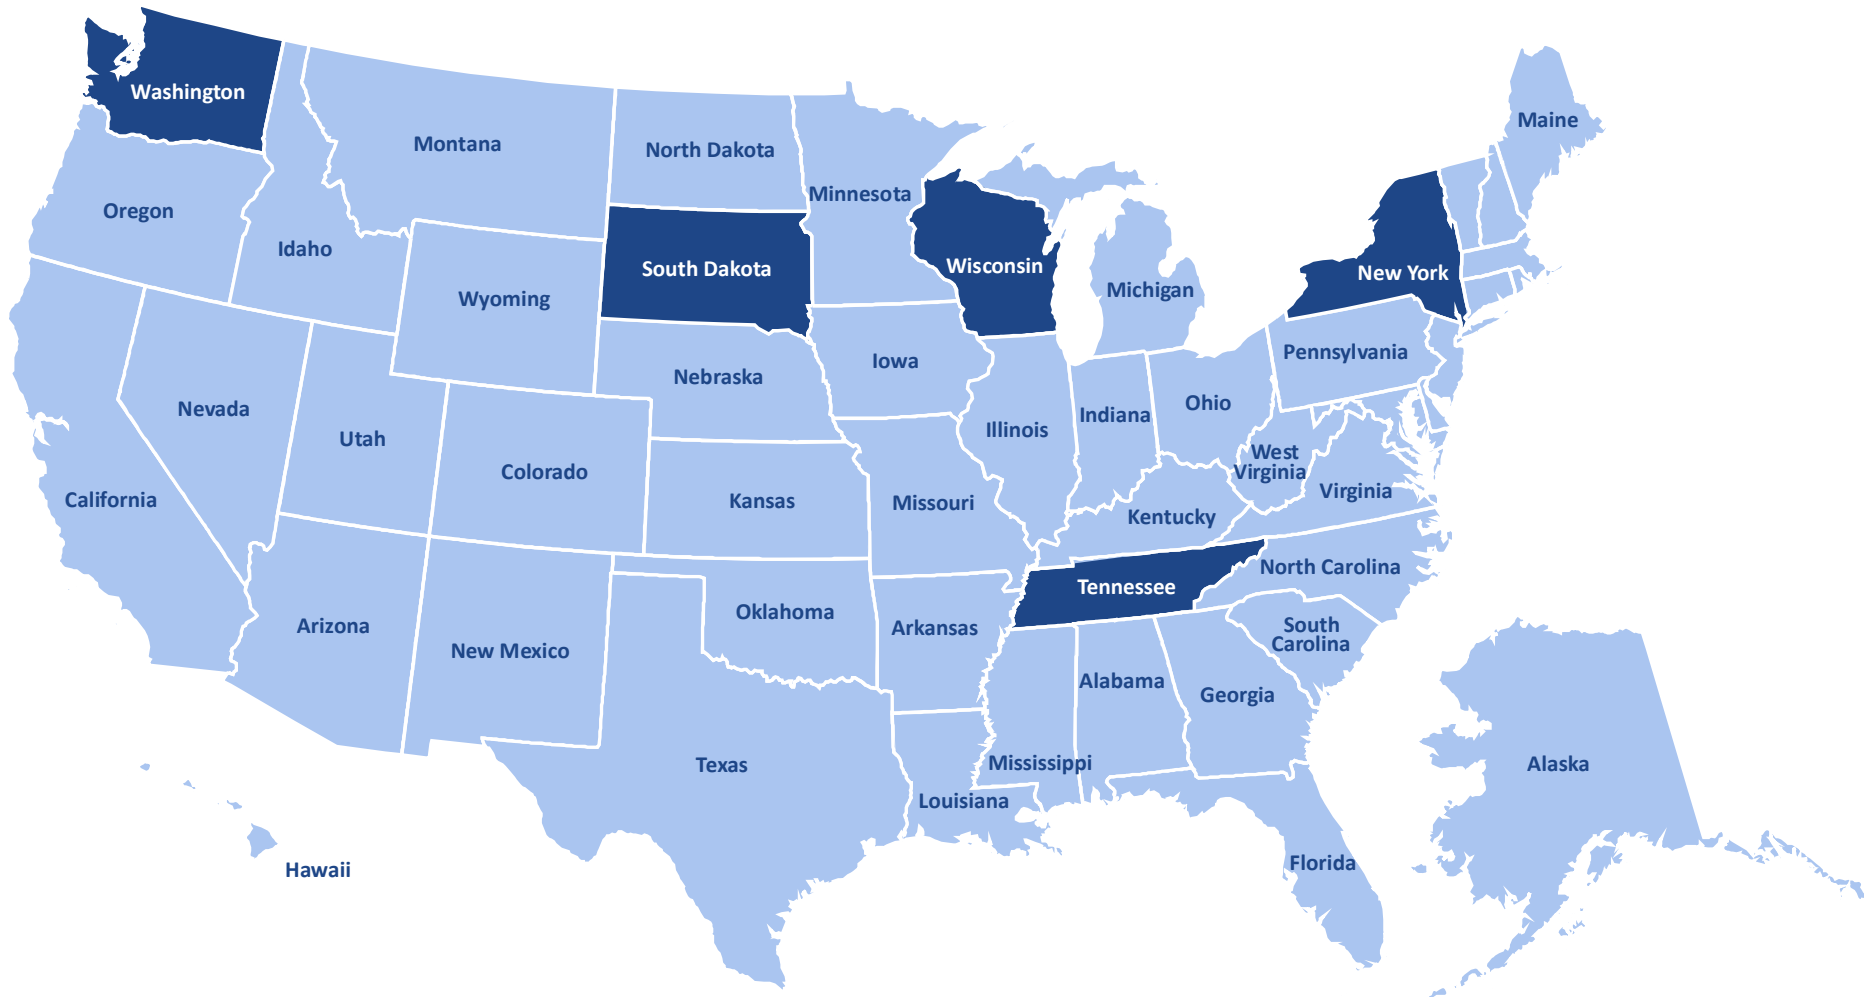 Washington
Montana
North Dakota
Minnesota
Maine
Oregon
Idaho
South Dakota
Wisconsin
New York
Wyoming
Michigan
Iowa
Pennsylvania
Nebraska
Nevada
Utah
Ohio
Indiana
Illinois
Colorado
West
Virginia
California
Kansas
Missouri
Virginia
Kentucky
North Carolina
Tennessee
Arizona
Oklahoma
Arkansas
South
Carolina
New Mexico
Alabama
Georgia
Texas
Mississippi
Alaska
Louisiana
Hawaii
Florida